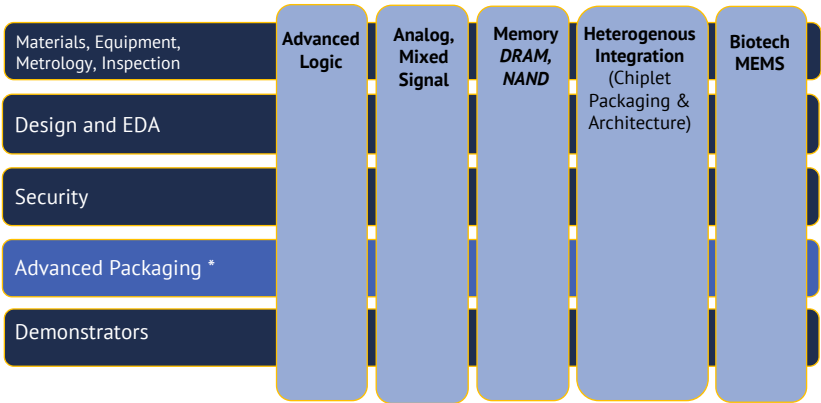 Materials, Equipment,
Metrology, Inspection
Advanced
Logic
Analog,
Mixed
Signal
Memory
DRAM,
NAND
Heterogenous
Integration
(Chiplet
Packaging &
Architecture)
Biotech
MEMS
Design and EDA
Security
Advanced Packaging *
Demonstrators